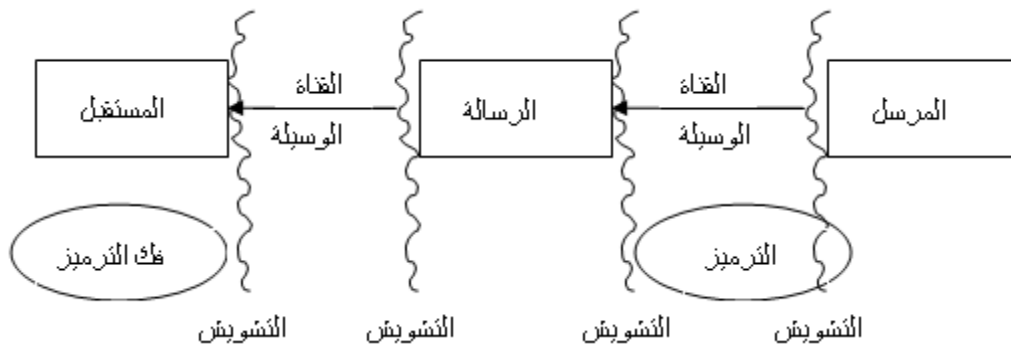 القناة
القناة
المرسل
الرسالة
المستقبل
الوسيلة
الوسيلة
الترميز
فك الترميز
التشويش
التشويش
التشويش
التشويش